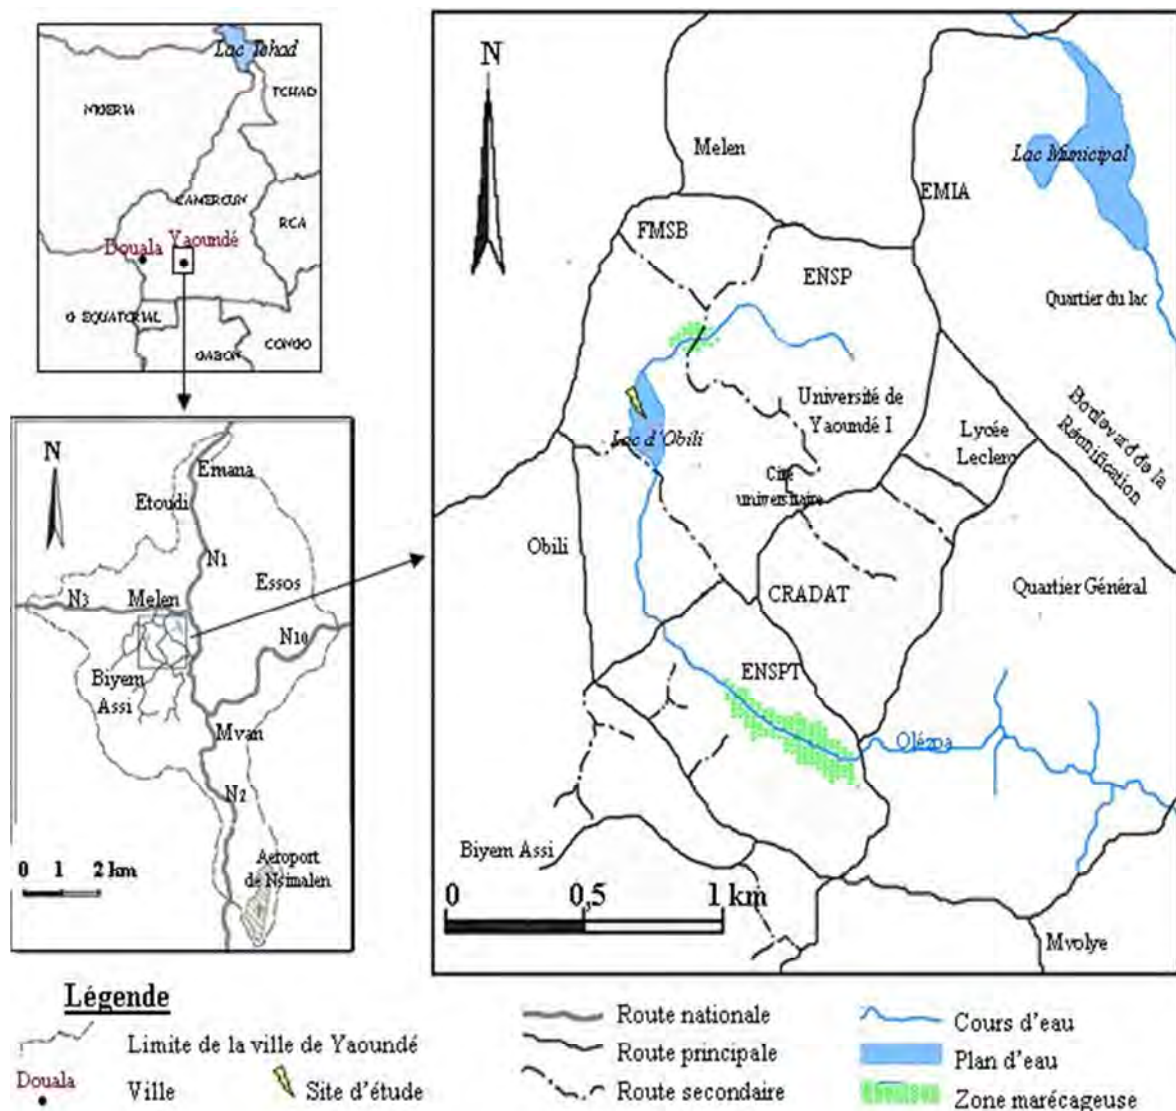 Lac Tchad
TCHAD
NIGERIA
CAMEROUN
RCA
Douala
Yaoundé
G EQUATORIAL
GABON
CONGO
N
Emana
Etoudi
N1
Essos
N3
Melen
N10
Biyem
Assi
Mvan
N2
0 1 2 km
Aeroport
de Nsimalen
N
Melen
Lac Municipal
EMIA
FMSB
ENSP
Quartier du lac
Université de
Yaoundé I
Boulevard de la
Réunification
Lac d'Obili
Lycée
Leclerc
Cité
universitaire
Obili
CRADAT
Quartier Général
ENSPT
Olézoa
Biyem Assi
0 0,5 1 km
Mvolye
Légende
Limite de la ville de Yaoundé
Douala
Ville
Site d'étude
Route nationale
Route principale
Route secondaire
Cours d'eau
Plan d'eau
Zone marécageuse